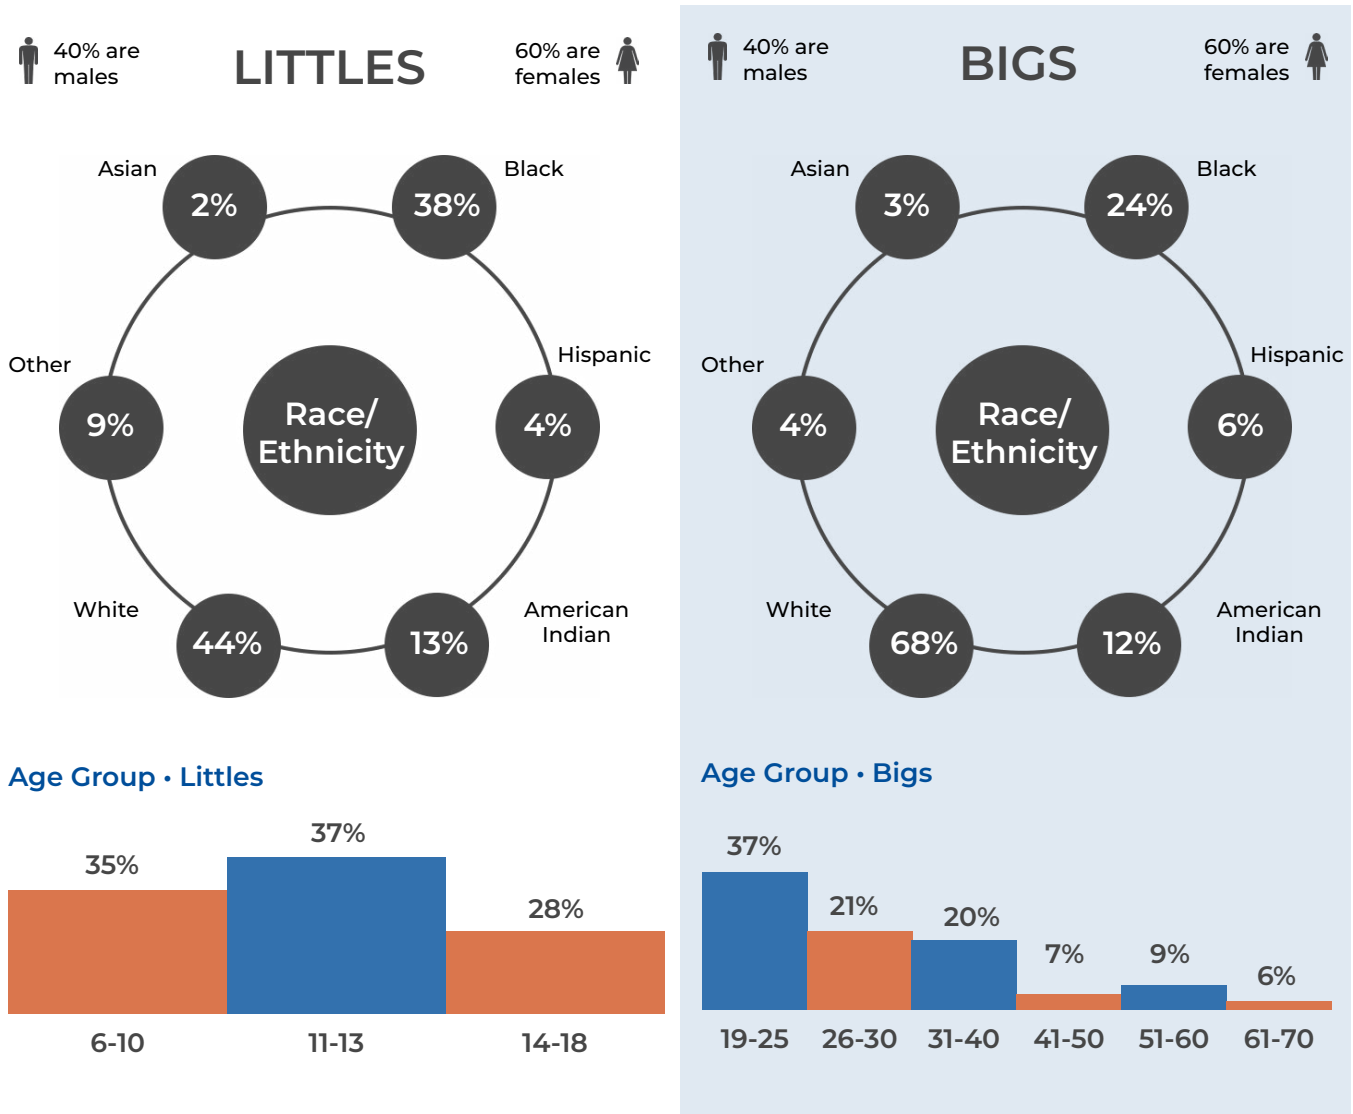 40% are
males
LITTLES
60% are
females
Asian
2%
Black
38%
Other
9%
Hispanic
4%
Race/
Ethnicity
White
44%
American
Indian
13%
Age Group • Littles
35%
37%
28%
6-10
11-13
14-18
40% are
males
BIGS
60% are
females
Asian
3%
Black
24%
Other
4%
Hispanic
6%
Race/
Ethnicity
White
68%
American
Indian
12%
Age Group • Bigs
37%
21%
20%
7%
9%
6%
19-25
26-30
31-40
41-50
51-60
61-70